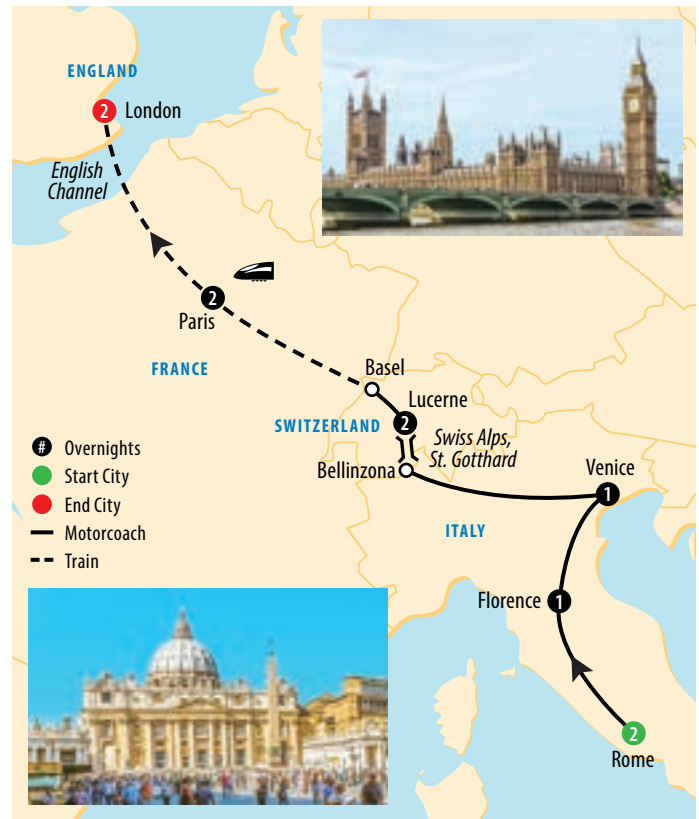 ENGLAND
2
London
English
Channel
2
Paris
FRANCE
Basel
Lucerne
SWITZERLAND
2
Swiss Alps,
St. Gotthard
Bellinzona
Venice
1
ITALY
# Overnights
Start City
End City
Motorcoach
Train
Florence
1
2
Rome